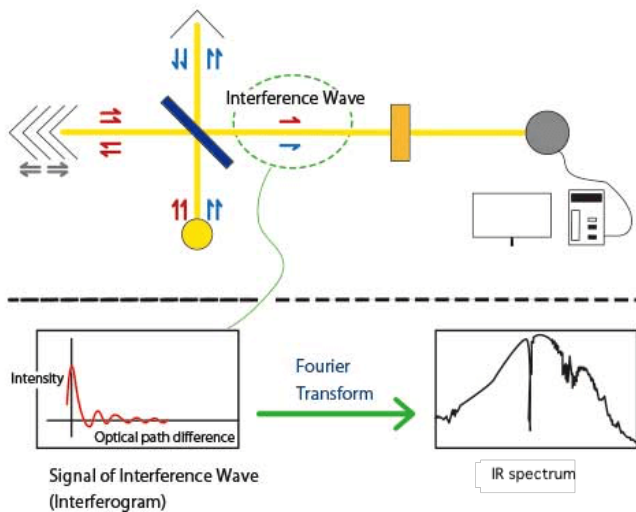 Interference Wave
Intensity
Optical path difference
Fourier
Transform
Signal of Interference Wave
(Interferogram)
IR spectrum